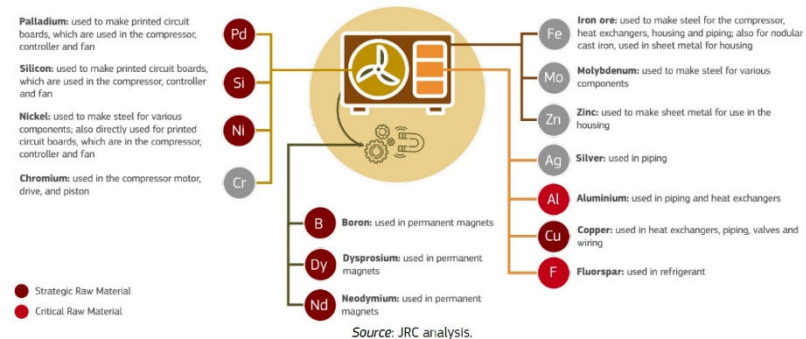 Palladium: used to make printed circuit
boards, which are used in the compressor,
controller and fan
Pd
Silicon: used to make printed circuit boards,
which are used in the compressor, controller
and fan
Si
Nickel: used to make steel for various
components; also directly used for printed
circuit boards, which are in the compressor,
controller and fan
Ni
Chromium: used in the compressor motor,
drive, and piston
Cr
B
Boron: used in permanent magnets
Dy
Dysprosium: used in permanent
magnets
Nd
Neodymium: used in permanent
magnets
Fe
Iron ore: used to make steel for the compressor,
heat exchangers, housing and piping; also for nodular
cast iron, used in sheet metal for housing
Mo
Molybdenum: used to make steel for various
components
Zn
Zinc: used to make sheet metal for use in the
housing
Ag
Silver: used in piping
Al
Aluminium: used in piping and heat exchangers
Cu
Copper: used in heat exchangers, piping, valves and
wiring
F
Fluorspar: used in refrigerant
Strategic Raw Material
Critical Raw Material
Source: JRC analysis.